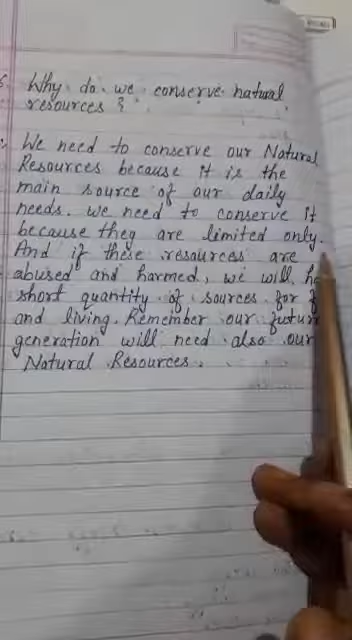 Why do we conserve natural
resources?
We need to conserve our Natural
Resources because it is the
main source of our daily
needs. We need to conserve it
because they are limited only.
And if these resources are
abused and harmed, we will
short quantity of sources for
and living. Remember our
generation will need also our
Natural Resources.